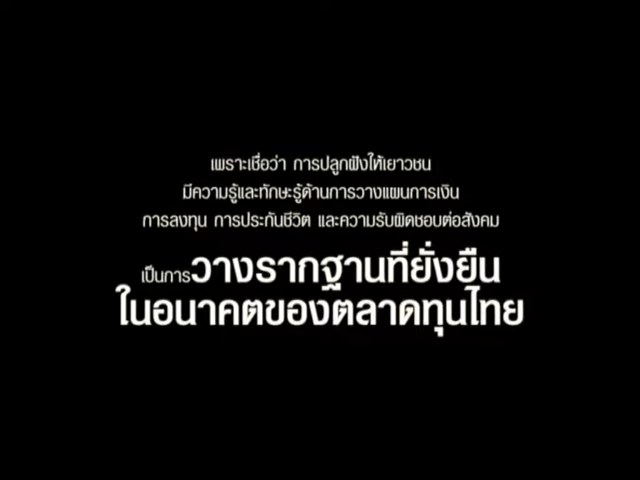 เพราะเชื่อว่า การปลูกฝังให้เยาวชน
มีความรู้และทักษะรู้ด้านการวางแผนการเงิน
การลงทุน การประกันชีวิต และความรับผิดชอบต่อสังคม
เป็นการวางรากฐานที่ยั่งยืน
ในอนาคตของตลาดทุนไทย